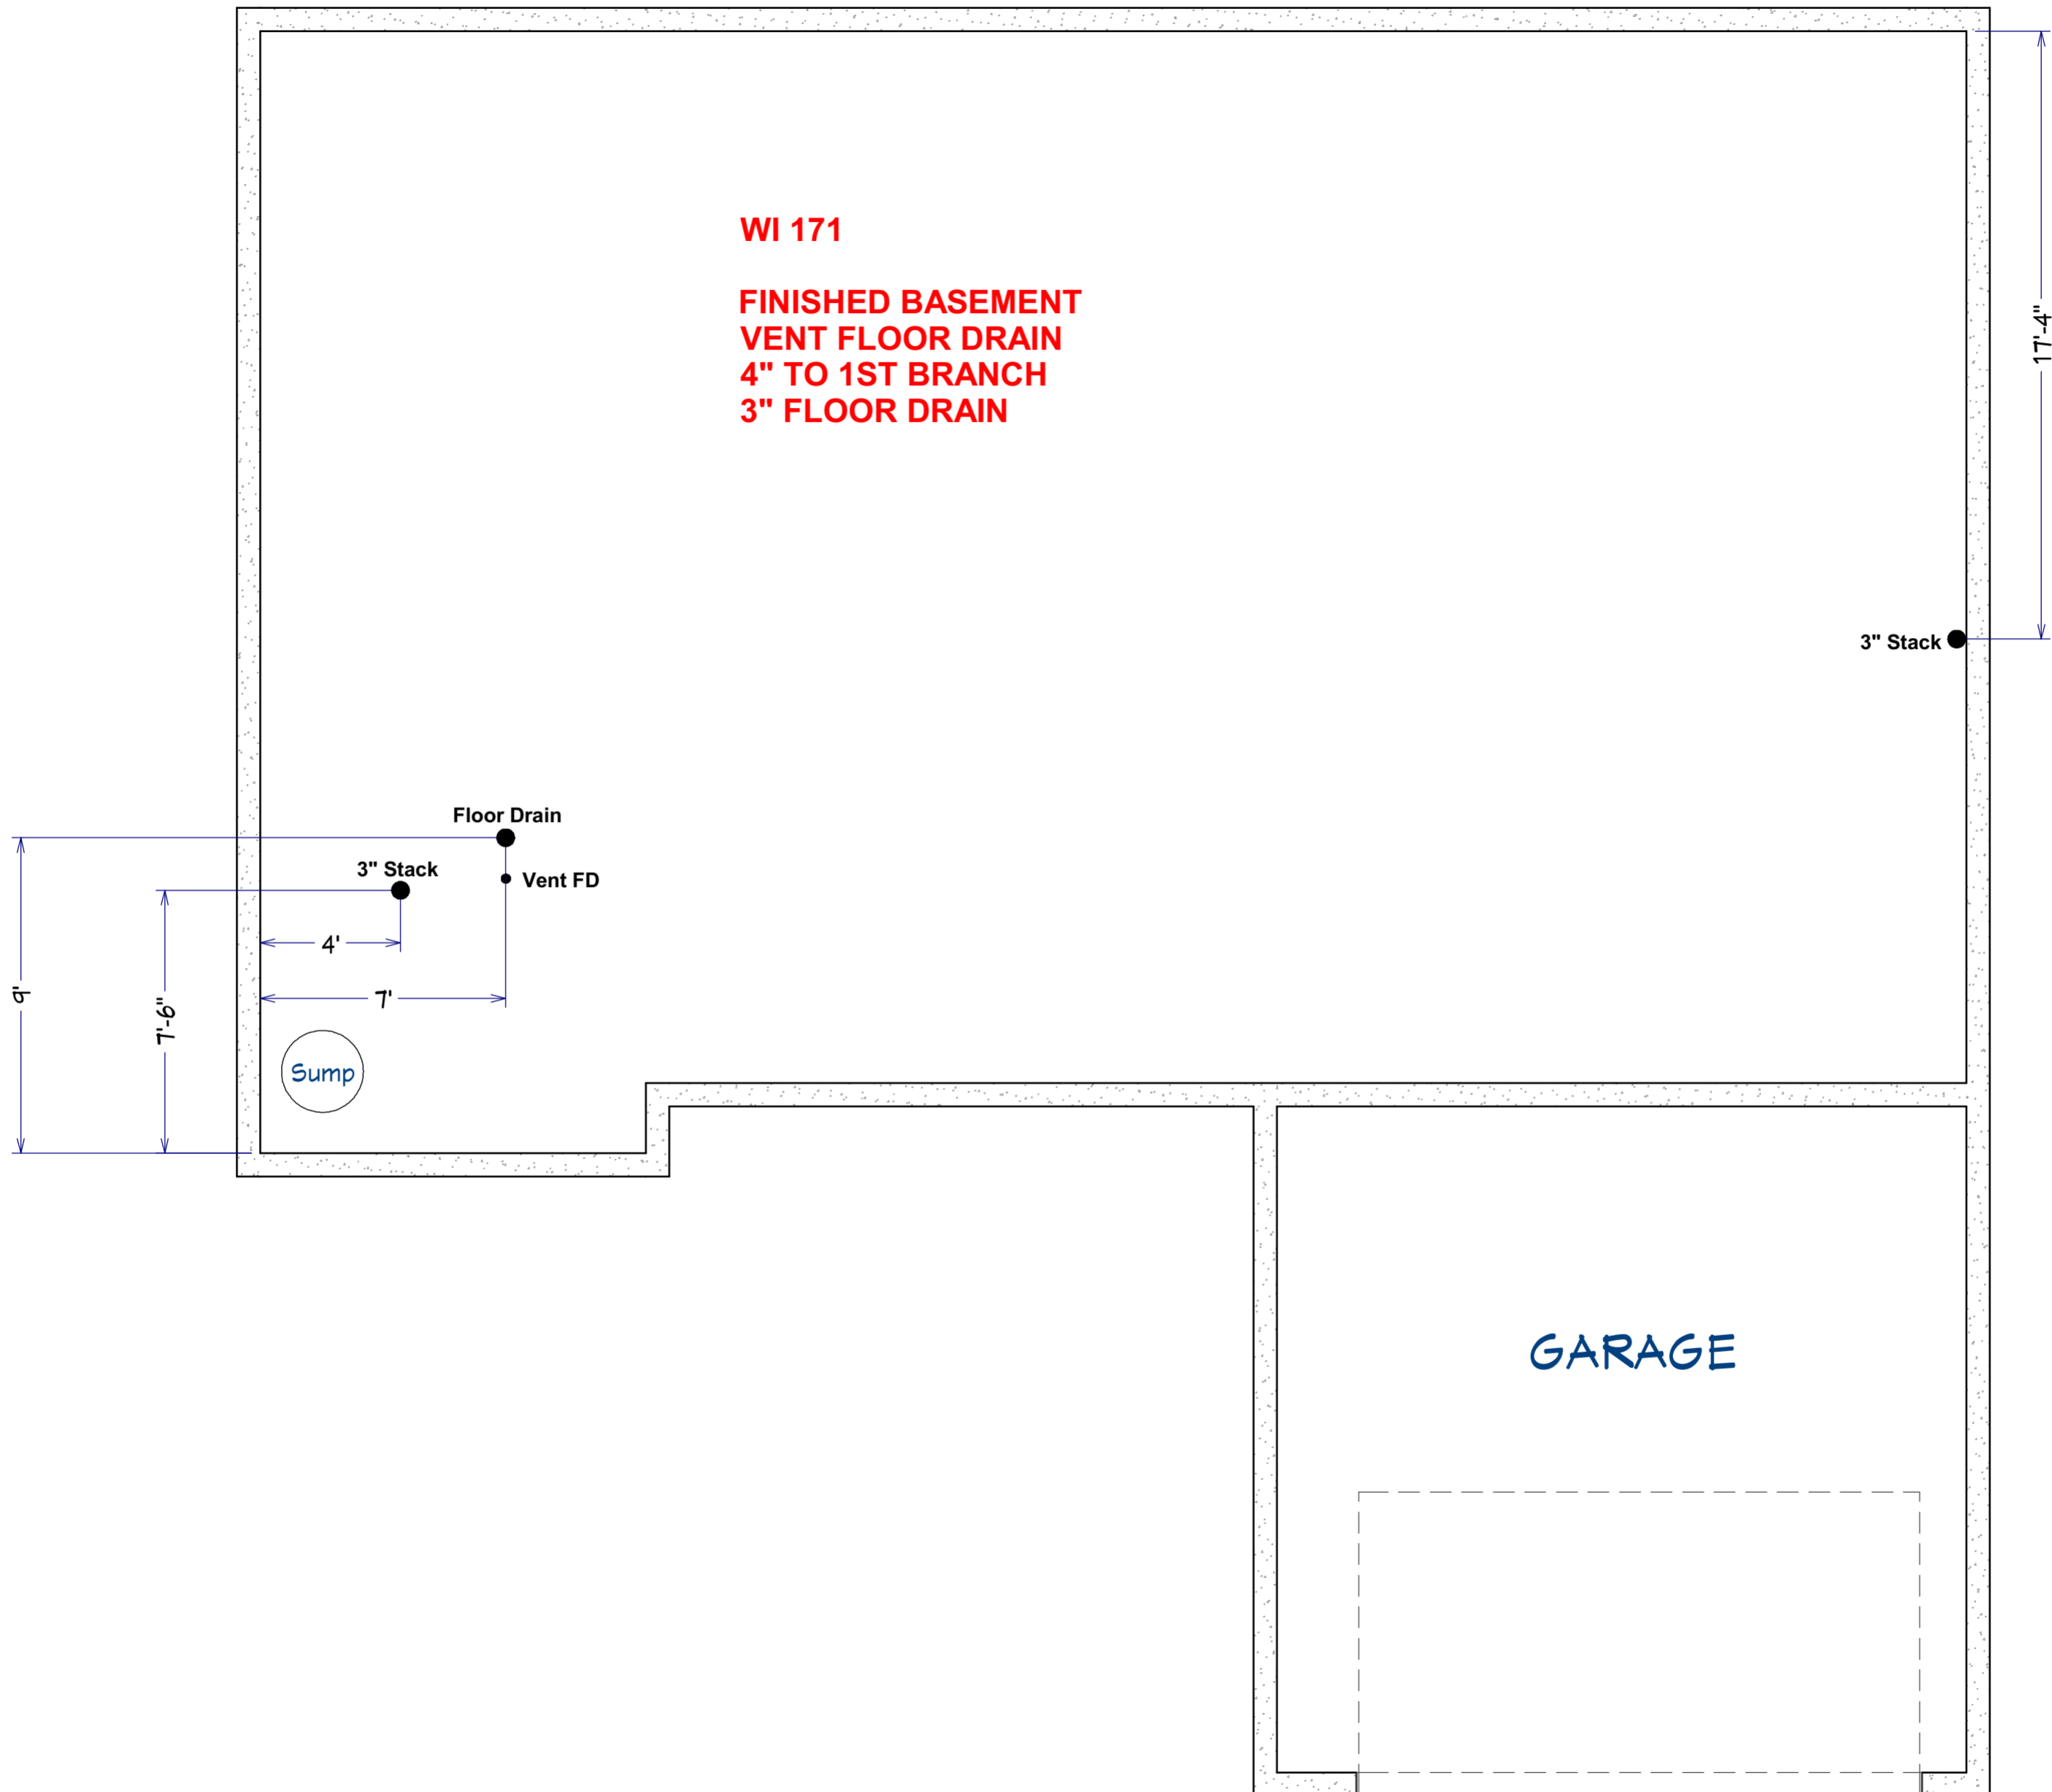 WI 171
FINISHED BASEMENT
VENT FLOOR DRAIN
4" TO 1ST BRANCH
3" FLOOR DRAIN
17'-4"
3" Stack
Floor Drain
3" Stack
Vent FD
4'
7'
9'
7'-6"
Sump
GARAGE